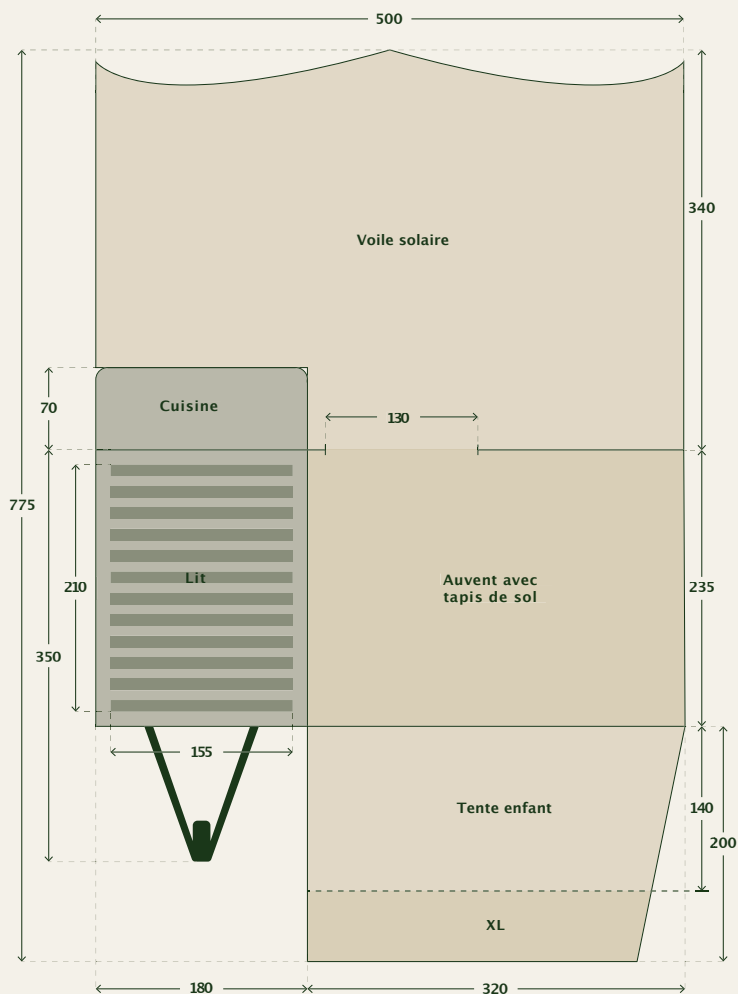 500
340
Voile solaire
70
Cuisine
130
775
210
Lit
Auvent avec
tapis de sol
235
350
155
Tente enfant
140
200
XL
180
320